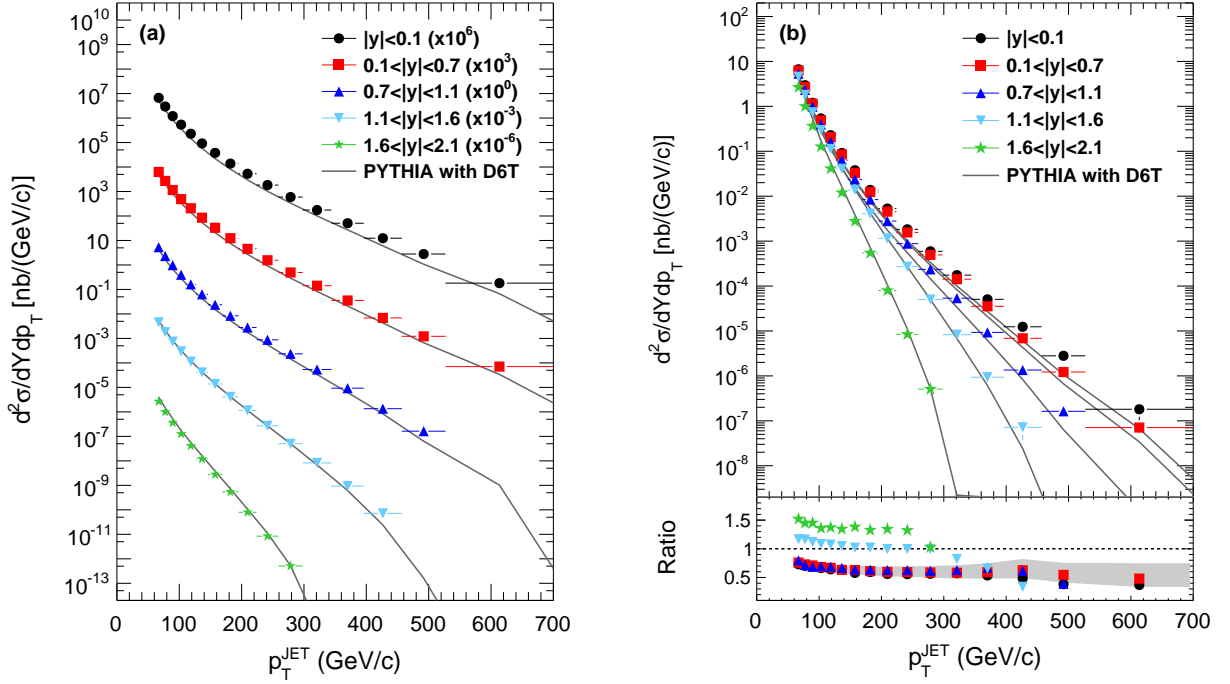 (a)
|y|<0.1 (x10^6)
0.1<|y|<0.7 (x10^3)
0.7<|y|<1.1 (x10^0)
1.1<|y|<1.6 (x10^-3)
1.6<|y|<2.1 (x10^-6)
PYTHIA with D6T
d^2σ/dYdp_T [nb/(GeV/c)]
10^10
10^9
10^7
10^5
10^3
10
10^-1
10^-3
10^-5
10^-7
10^-9
10^-11
10^-13
0 100 200 300 400 500 600 700
p_T^JET (GeV/c)
(b)
|y|<0.1
0.1<|y|<0.7
0.7<|y|<1.1
1.1<|y|<1.6
1.6<|y|<2.1
PYTHIA with D6T
d^2σ/dYdp_T [nb/(GeV/c)]
10^2
10
1
10^-1
10^-2
10^-3
10^-4
10^-5
10^-6
10^-7
10^-8
Ratio
1.5
1
0.5
0 100 200 300 400 500 600 700
p_T^JET (GeV/c)